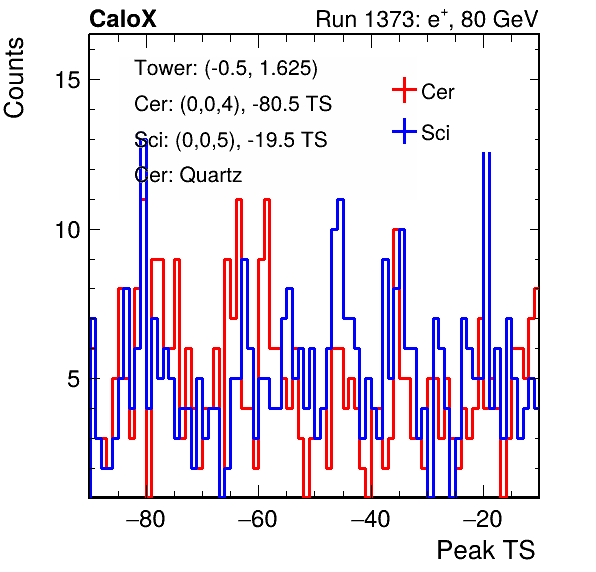 CaloX Run 1373: e⁺, 80 GeV
Counts
Tower: (-0.5, 1.625)
Cer: (0,0,4), -80.5 TS
Sci: (0,0,5), -19.5 TS
Cer: Quartz
Cer
Sci
15
10
5
−80 −60 −40 −20
Peak TS